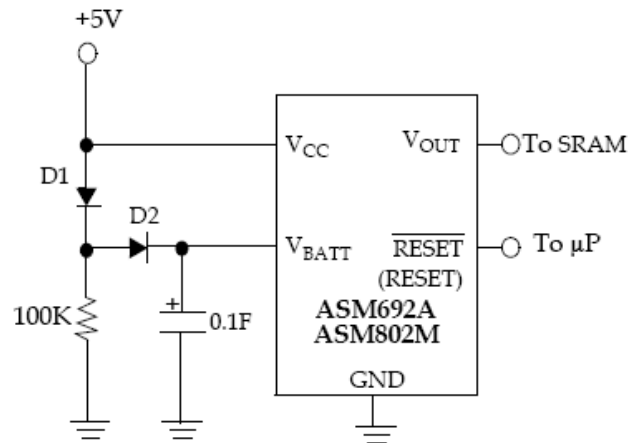 +5V
D1
D2
100K
+
0.1F
VCC
VOUT
To SRAM
VBATT
RESET
To µP
(RESET)
ASM692A
ASM802M
GND